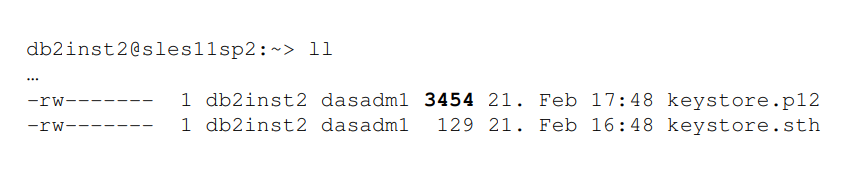 db2inst2@sles11sp2:~> ll
…
-rw------- 1 db2inst2 dasadm1 3454 21. Feb 17:48 keystore.p12
-rw------- 1 db2inst2 dasadm1 129 21. Feb 16:48 keystore.sth